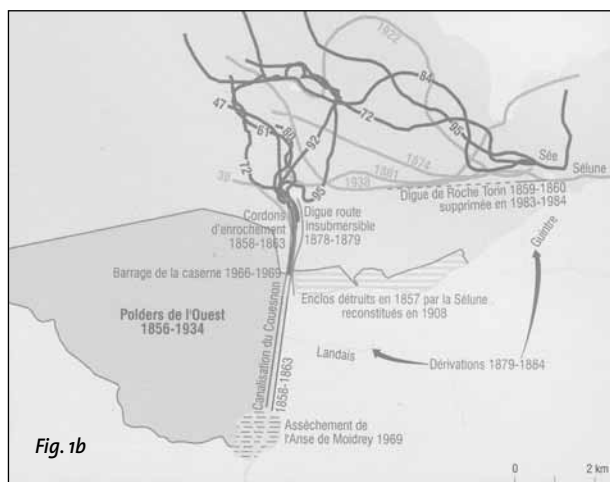 1922
84
72
95
47
61
80
92
72
1874
Sée
1881
Sélune
38
1938
95
Digue de Roche Torin 1859-1860
supprimée en 1983-1984
Cordons
d'enrochement
1858-1863
Digue route
insubmersible
1878-1879
Guintre
Barrage de la caserne 1966-1969
Enclos détruits en 1857 par la Sélune
reconstitués en 1908
Polders de l'Ouest
1856-1934
Canalisation du Couesnon
1858-1863
Landais
Dérivations 1879-1884
Assèchement de
l'Anse de Moidrey 1969
Fig. 1b
0 2 km